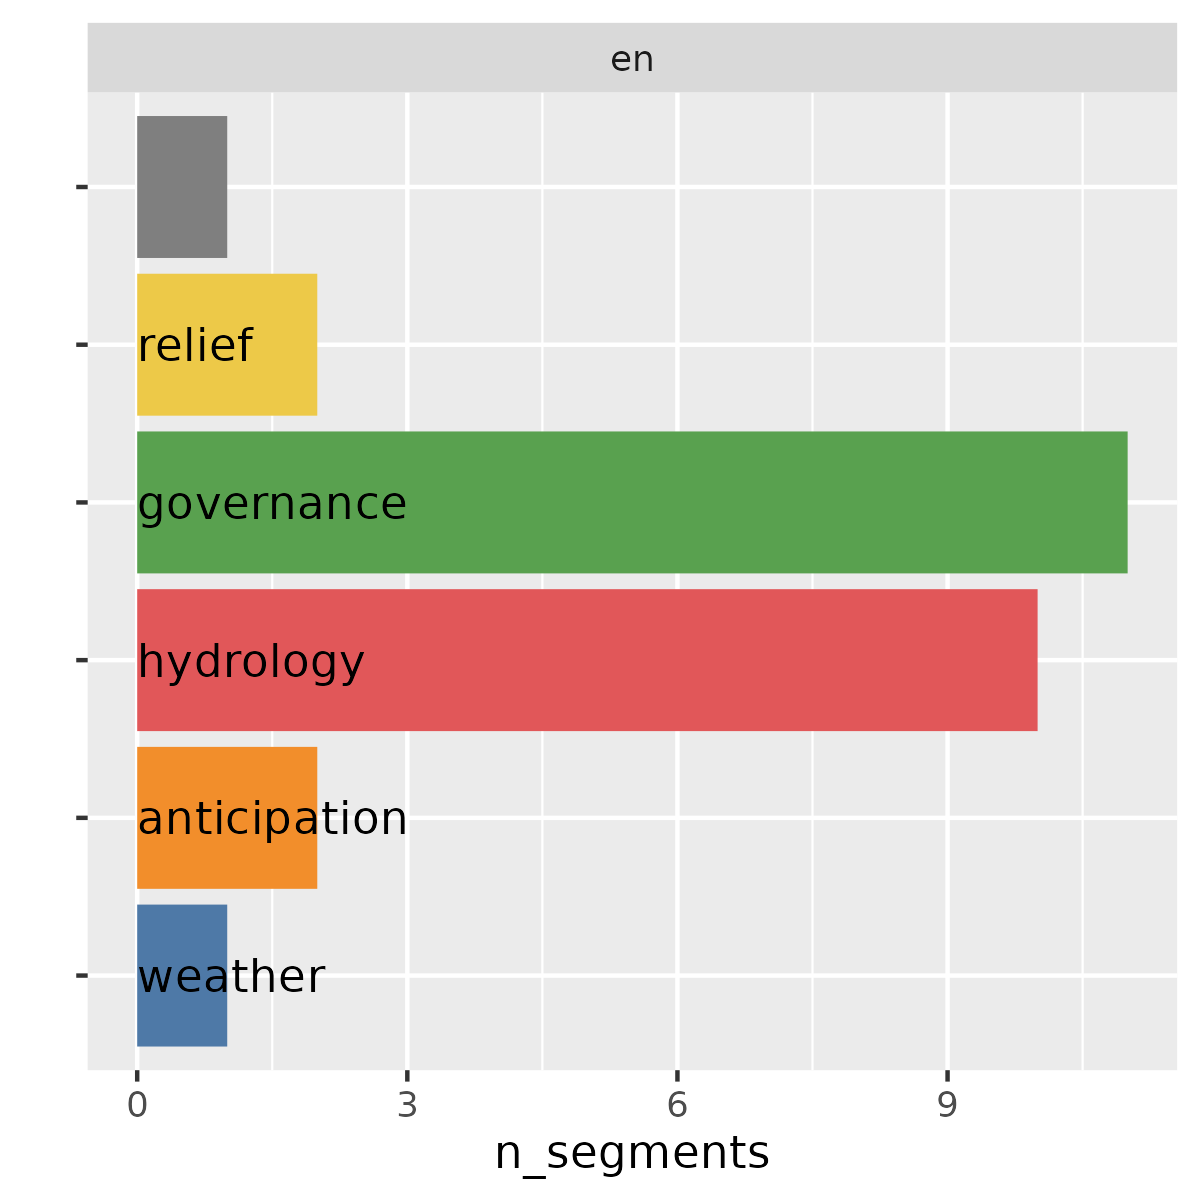 en
relief
governance
hydrology
anticipation
weather
0 3 6 9
n_segments